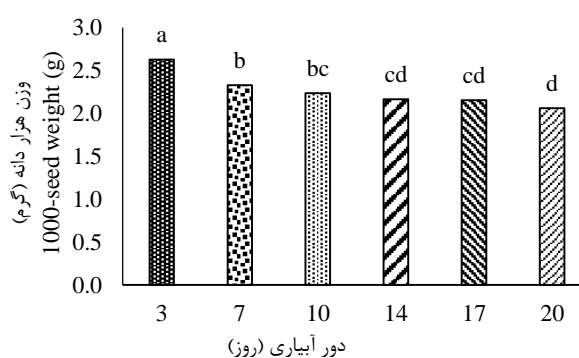 وزن هزار دانه (گرم)
1000-seed weight (g)
3.0
2.5
2.0
1.5
1.0
0.5
0.0
a
b
bc
cd
cd
d
3 7 10 14 17 20
دور آبیاری (روز)